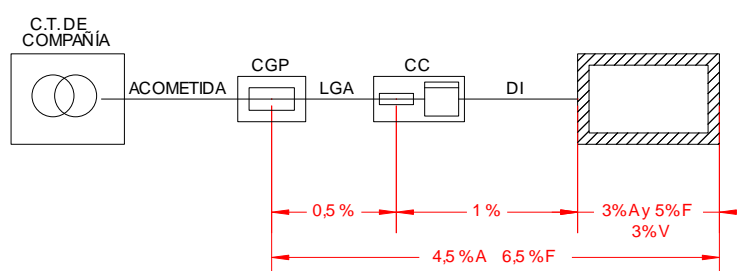 C.T. DE
COMPAÑÍA
ACOMETIDA
CGP
LGA
CC
DI
0,5 %
1 %
3%A y 5%F
3%V
4,5 %A 6,5 %F